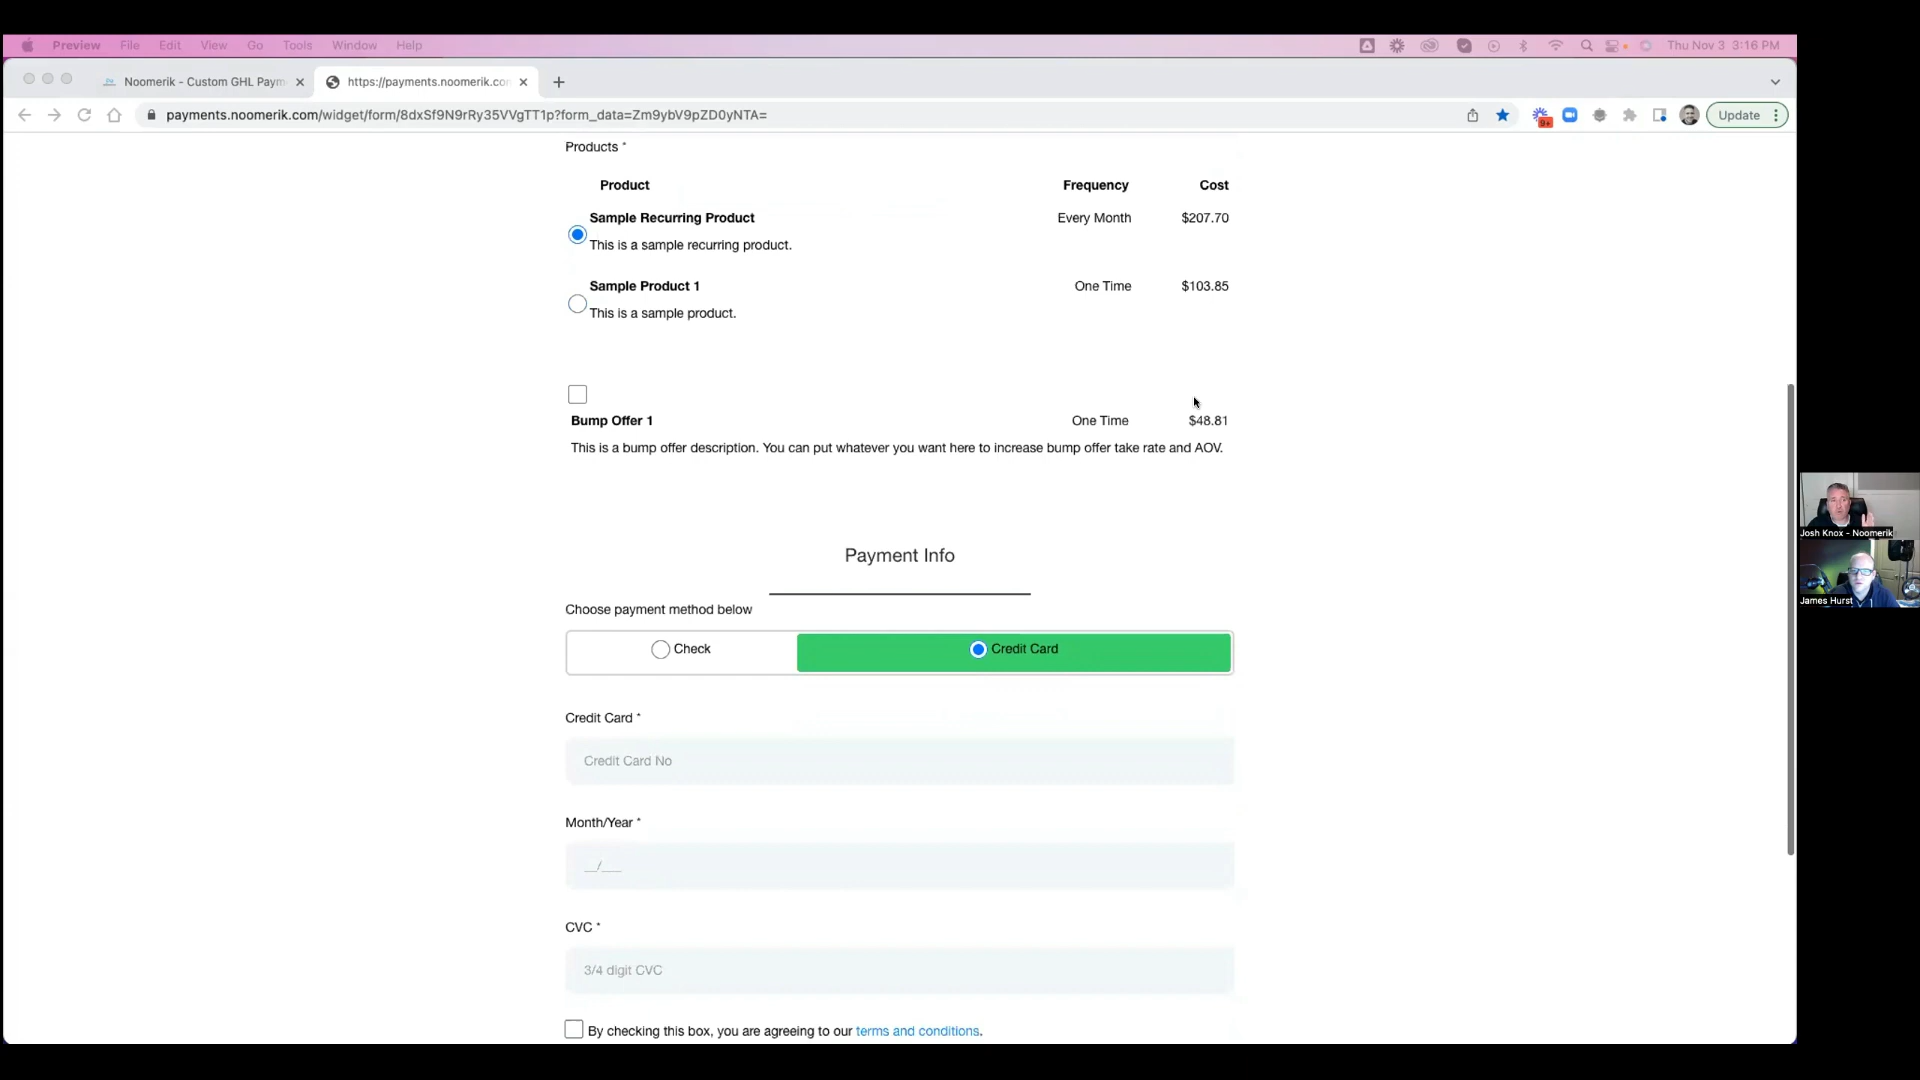 Preview File Edit View Go Tools Window Help Thu Nov 3 3:16 PM
Noomerik - Custom GHL Paym https://payments.noomerik.co
payments.noomerik.com/widget/form/8dxSf9N9rRy35VVgTT1p?form_data=Zm9ybV9pZD0yNTA= 9+ Update
Products *
Product Frequency Cost
Sample Recurring Product Every Month $207.70
This is a sample recurring product.
Sample Product 1 One Time $103.85
This is a sample product.
Bump Offer 1 One Time $48.81
This is a bump offer description. You can put whatever you want here to increase bump offer take rate and AOV.
Josh Knox - Noomerik
James Hurst
Payment Info
Choose payment method below
Check Credit Card
Credit Card *
Credit Card No
Month/Year *
__/___
CVC *
3/4 digit CVC
By checking this box, you are agreeing to our terms and conditions.